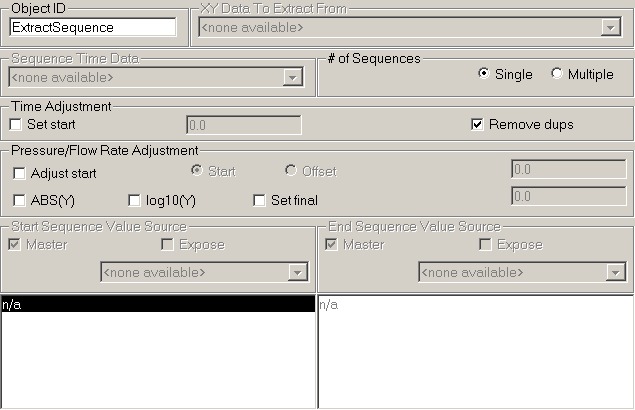 Object ID
XY Data To Extract From
ExtractSequence
<none available>
Sequence Time Data
# of Sequences
<none available>
Single
Multiple
Time Adjustment
Set start
0.0
Remove dups
Pressure/Flow Rate Adjustment
Adjust start
Start
Offset
0.0
ABS(Y)
log10(Y)
Set final
0.0
Start Sequence Value Source
End Sequence Value Source
Master
Expose
Master
Expose
<none available>
<none available>
n/a
n/a